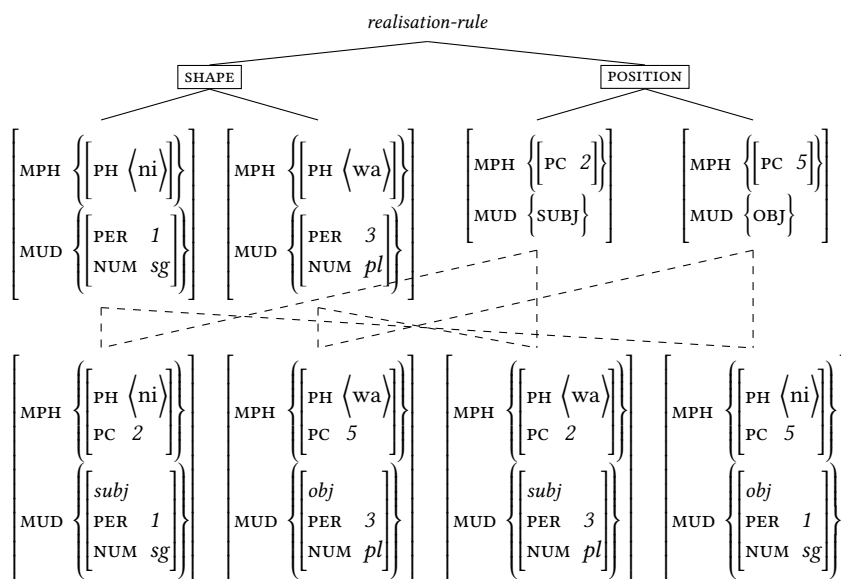 realisation-rule
SHAPE POSITION
MPH {[PH ⟨ni⟩]} MPH {[PH ⟨wa⟩]} MPH {[PC 2]} MPH {[PC 5]}
MUD {SUBJ} MUD {OBJ}
PER 1 PER 3
MUD {[NUM sg]} MUD {[NUM pl]}
PH ⟨ni⟩ PH ⟨wa⟩ PH ⟨wa⟩ PH ⟨ni⟩
MPH MPH MPH MPH
PC 2 PC 5 PC 2 PC 5
subj obj subj obj
MUD PER 1 MUD PER 3 MUD PER 3 MUD PER 1
NUM sg NUM pl NUM pl NUM sg